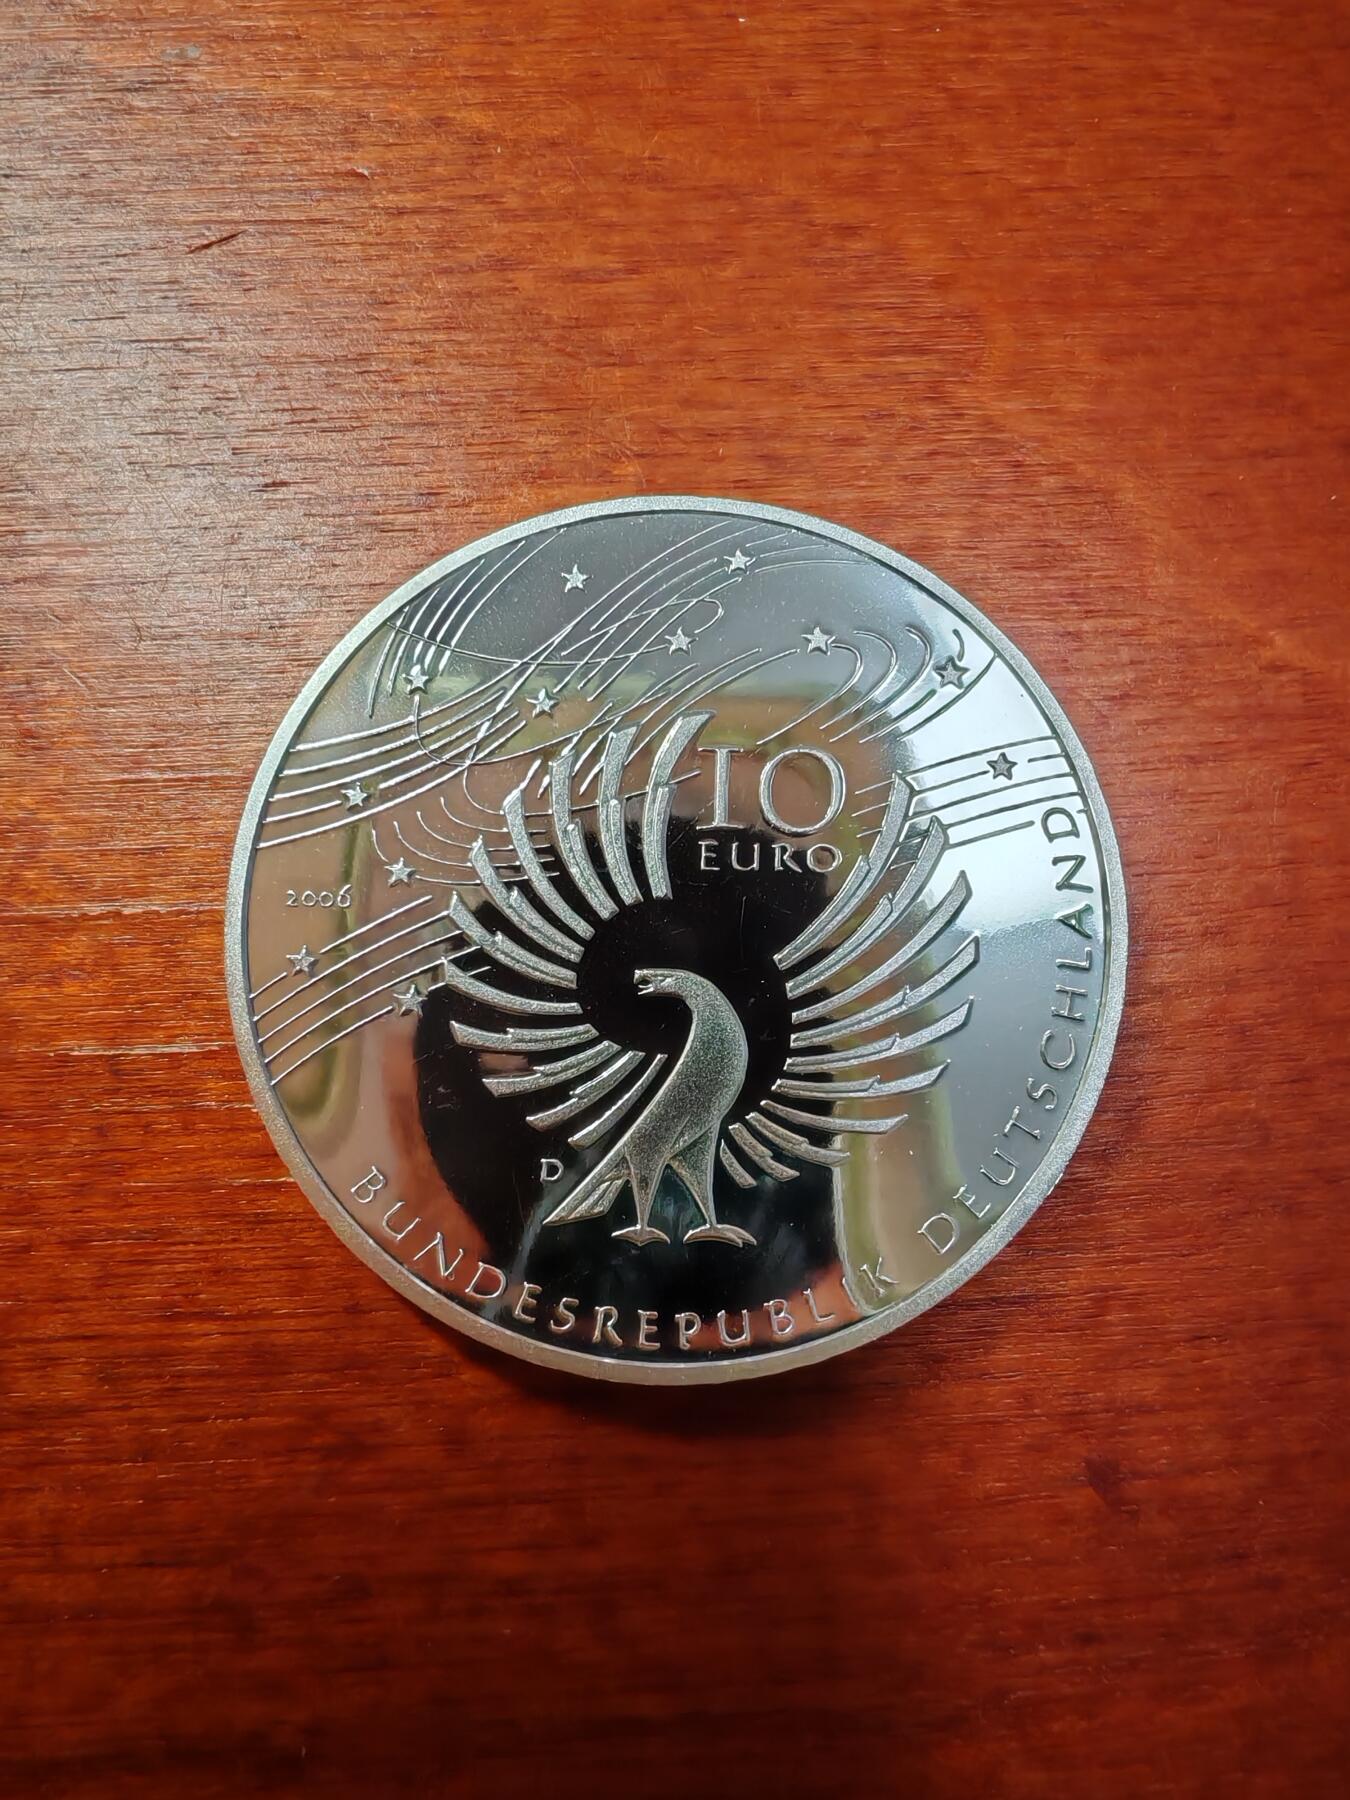 10
EURO
2006
D
BUNDESREPUBLIK DEUTSCHLAND